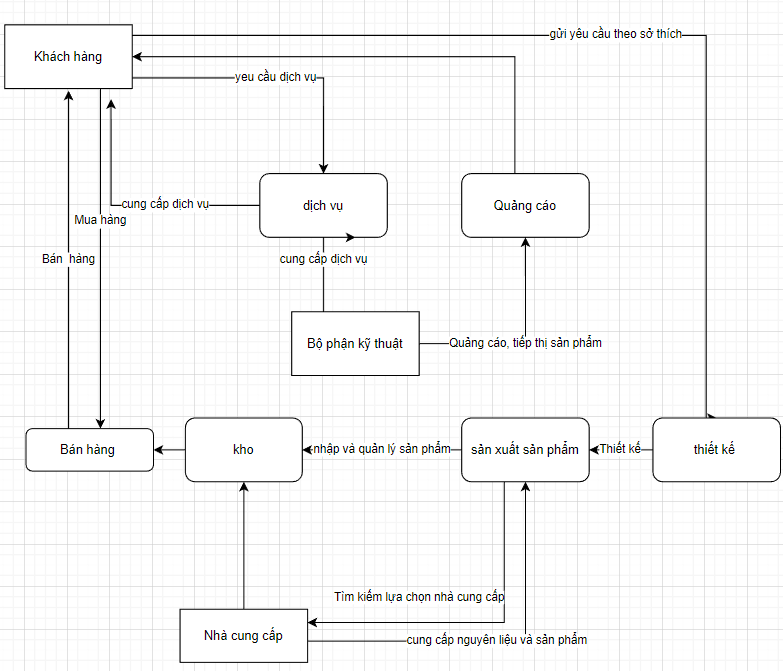 gửi yêu cầu theo sở thích
Khách hàng
yeu cầu dịch vụ
cung cấp dịch vụ
dịch vụ
Quảng cáo
Mua hàng
Bán hàng
cung cấp dịch vụ
Bộ phận kỹ thuật
Quảng cáo, tiếp thị sản phẩm
Bán hàng
kho
nhập và quản lý sản phẩm
sản xuất sản phẩm
Thiết kế
thiết kế
Tìm kiếm lựa chọn nhà cung cấp
Nhà cung cấp
cung cấp nguyên liệu và sản phẩm